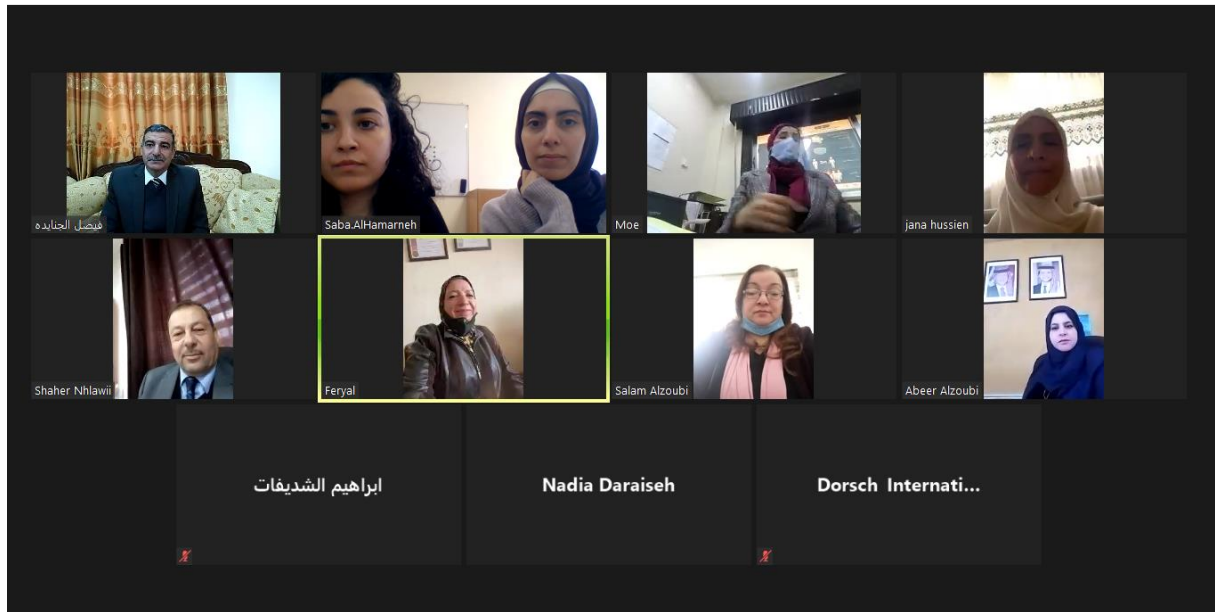 فيصل الجنايده
Saba.AlHamarneh
Moe
jana hussien
Shaher Nhlawii
Feryal
Salam Alzoubi
Abeer Alzoubi
ابراهيم الشديفات
Nadia Daraiseh
Dorsch Internati...